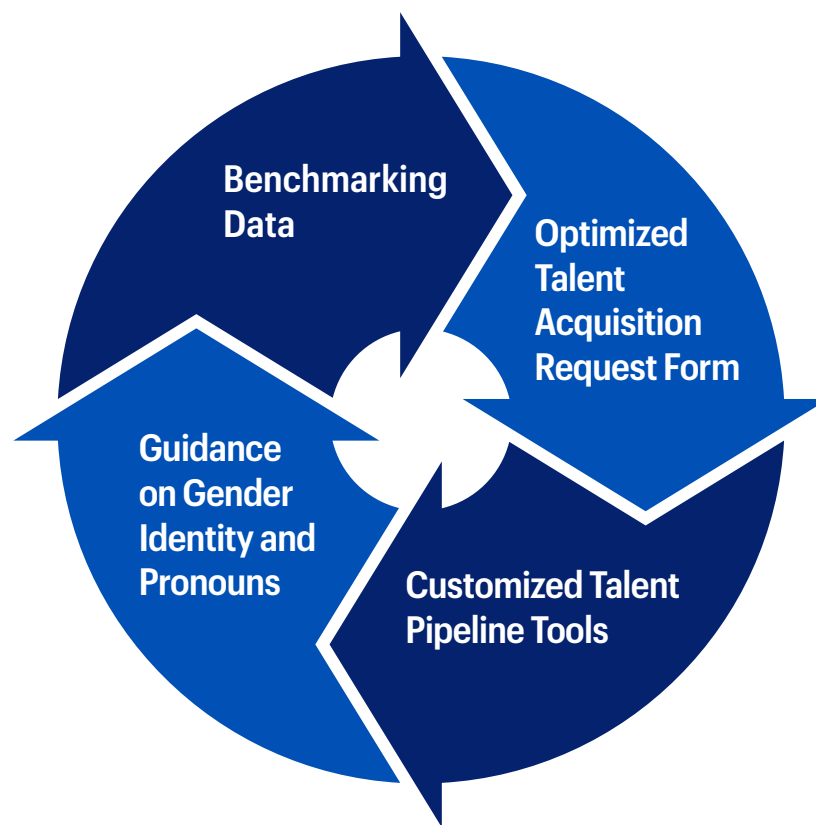 Benchmarking
Data
Optimized
Talent
Acquisition
Request Form
Customized Talent
Pipeline Tools
Guidance
on Gender
Identity and
Pronouns